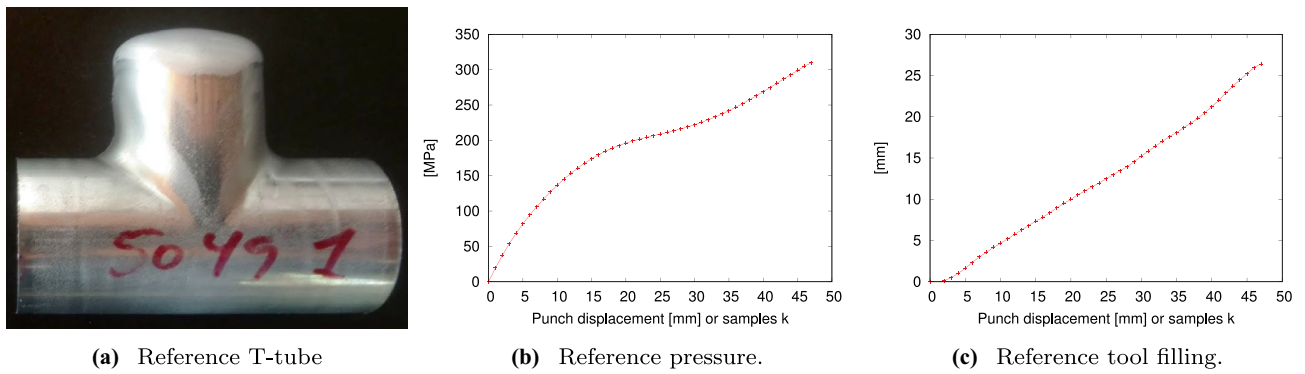 5049 1
350
300
250
200
150
100
50
0
[MPa]
0 5 10 15 20 25 30 35 40 45 50
Punch displacement [mm] or samples k
30
25
20
15
10
5
0
[mm]
0 5 10 15 20 25 30 35 40 45 50
Punch displacement [mm] or samples k
(a) Reference T-tube
(b) Reference pressure.
(c) Reference tool filling.